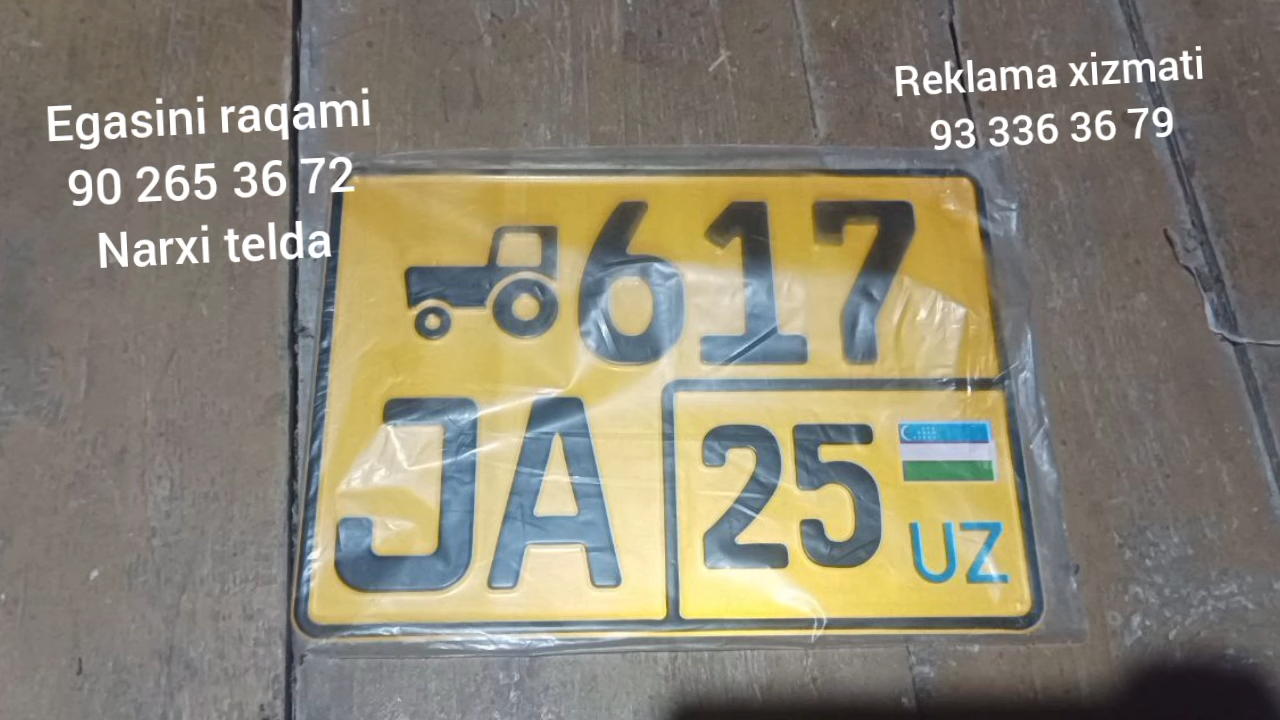 Egasini raqami
90 265 36 72
Narxi telda
Reklama xizmati
93 336 36 79
617
JA 25
UZ